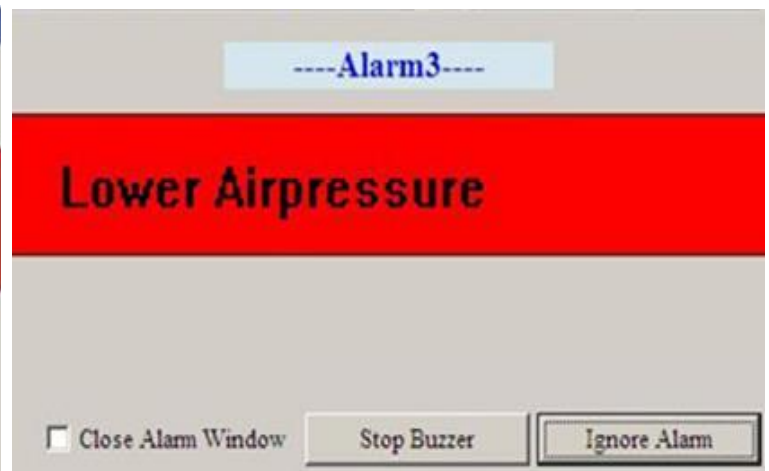 ----Alarm3----
Lower Airpressure
Close Alarm Window Stop Buzzer Ignore Alarm